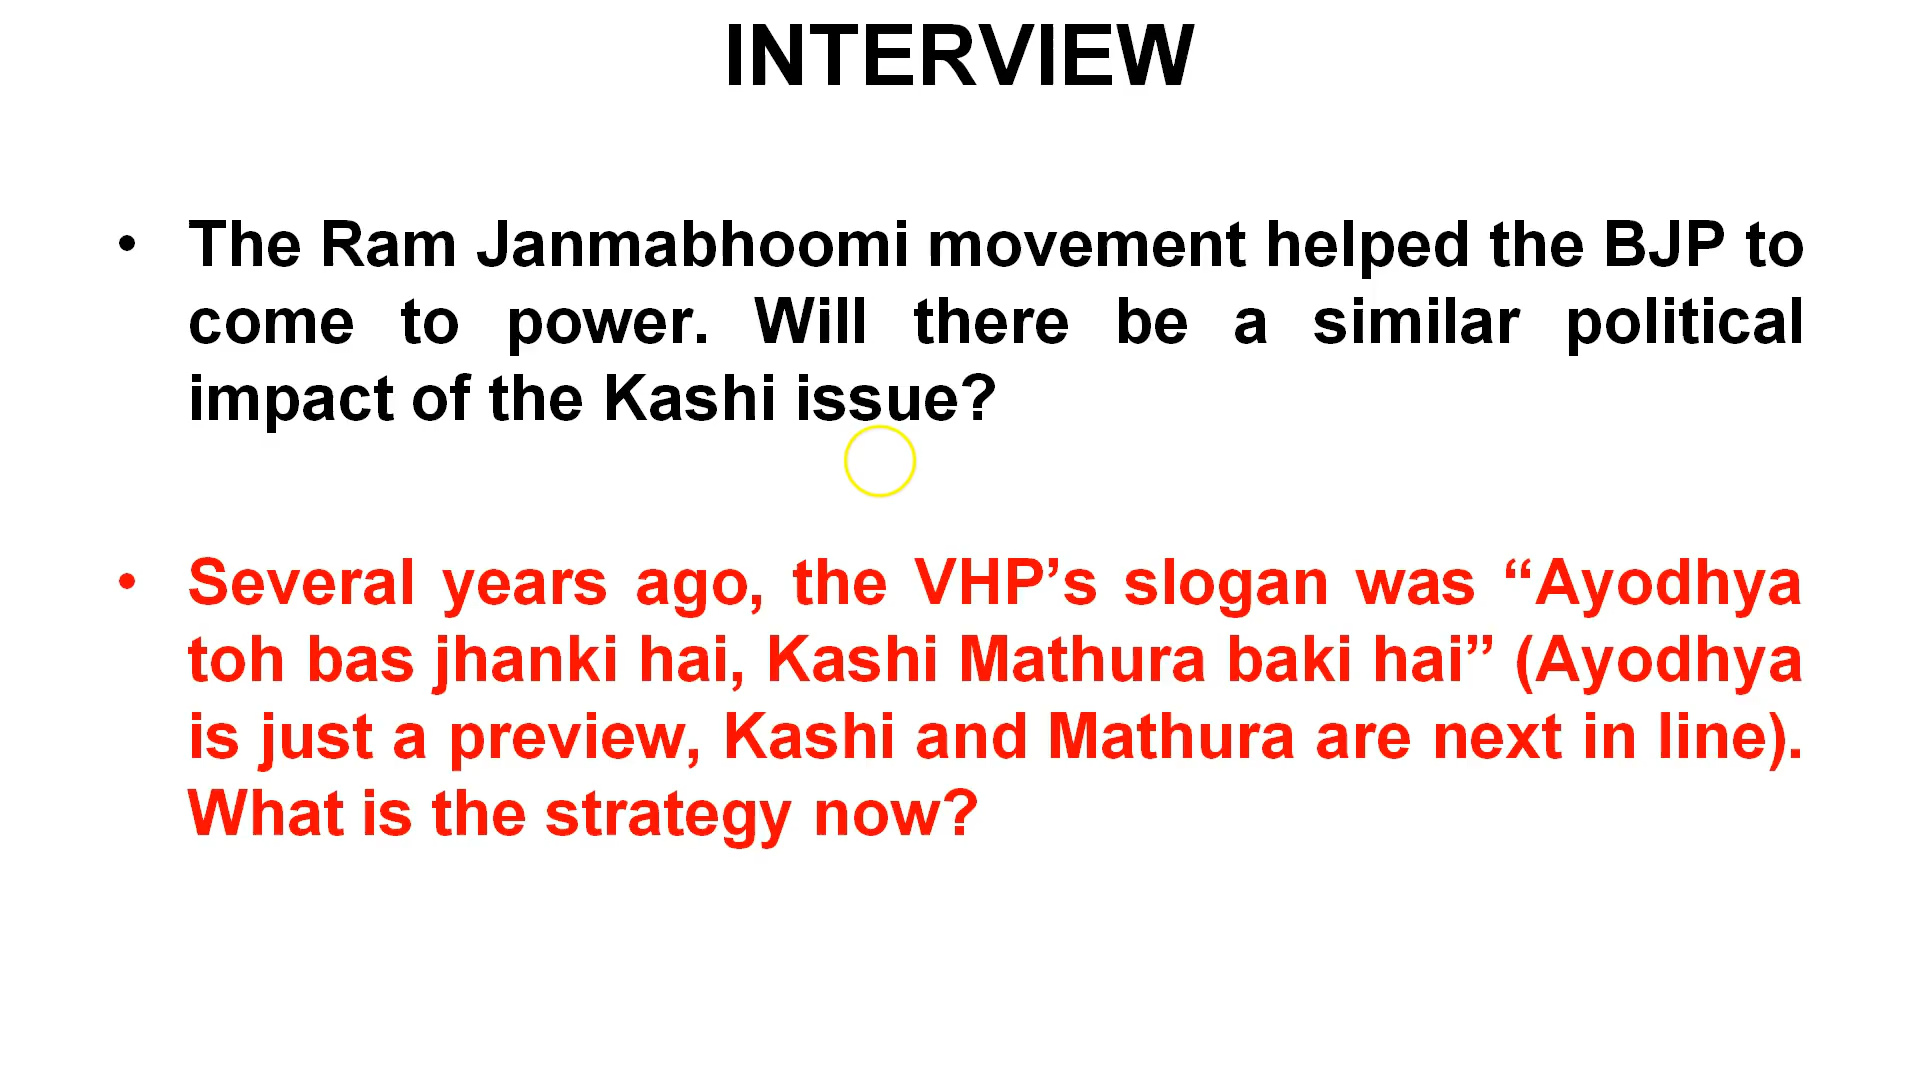 INTERVIEW
• The Ram Janmabhoomi movement helped the BJP to
come to power. Will there be a similar political
impact of the Kashi issue?
• Several years ago, the VHP’s slogan was “Ayodhya
toh bas jhanki hai, Kashi Mathura baki hai” (Ayodhya
is just a preview, Kashi and Mathura are next in line).
What is the strategy now?